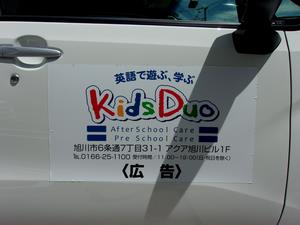 英語で遊ぶ、学ぶ
KidsDuo
After School Care
Pre School Care
旭川市6条通7丁目31-1 アクア旭川ビル1F
TEL.0166-25-1100 受付時間/11:00~19:00(日・祝日を除く)
〈広 告〉